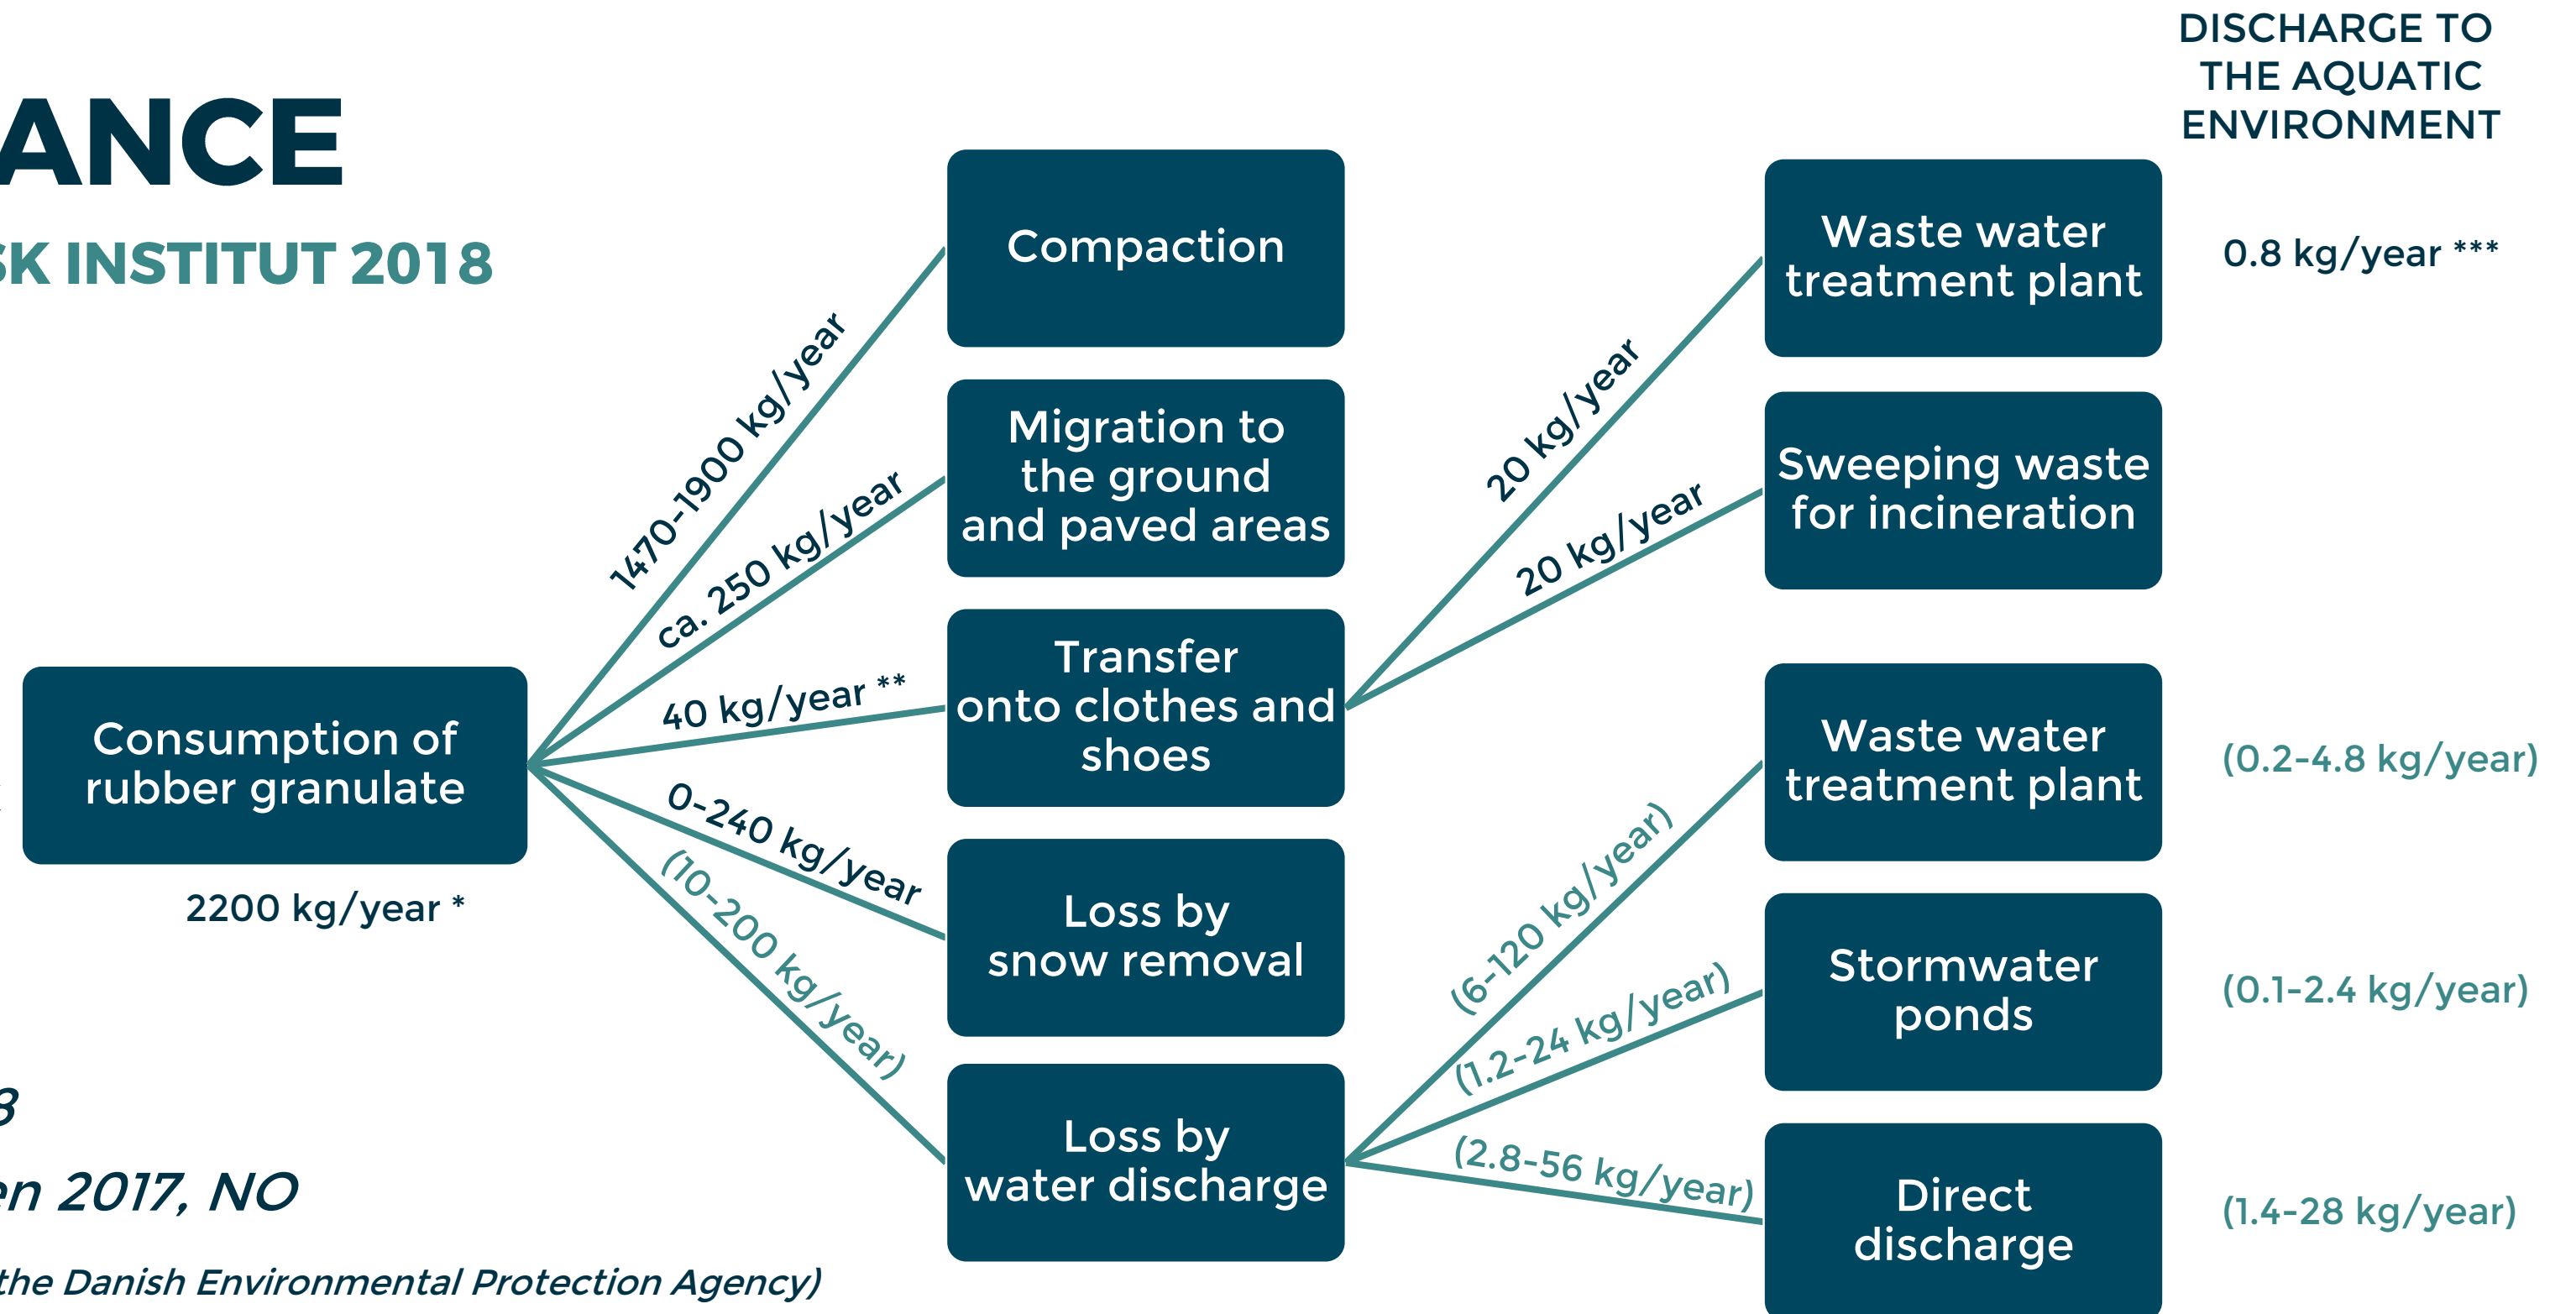 DISCHARGE TO
THE AQUATIC
ENVIRONMENT
ANCE
SK INSTITUT 2018
Consumption of
rubber granulate
2200 kg/year *
1470-1900 kg/year
ca. 250 kg/year
40 kg/year **
0-240 kg/year
(10-200 kg/year)
Compaction
Migration to
the ground
and paved areas
Transfer
onto clothes and
shoes
Loss by
snow removal
Loss by
water discharge
20 kg/year
20 kg/year
(6-120 kg/year)
(1.2-24 kg/year)
(2.8-56 kg/year)
Waste water
treatment plant
0.8 kg/year ***
Sweeping waste
for incineration
Waste water
treatment plant
(0.2-4.8 kg/year)
Stormwater
ponds
(0.1-2.4 kg/year)
Direct
discharge
(1.4-28 kg/year)
8
en 2017, NO
the Danish Environmental Protection Agency)